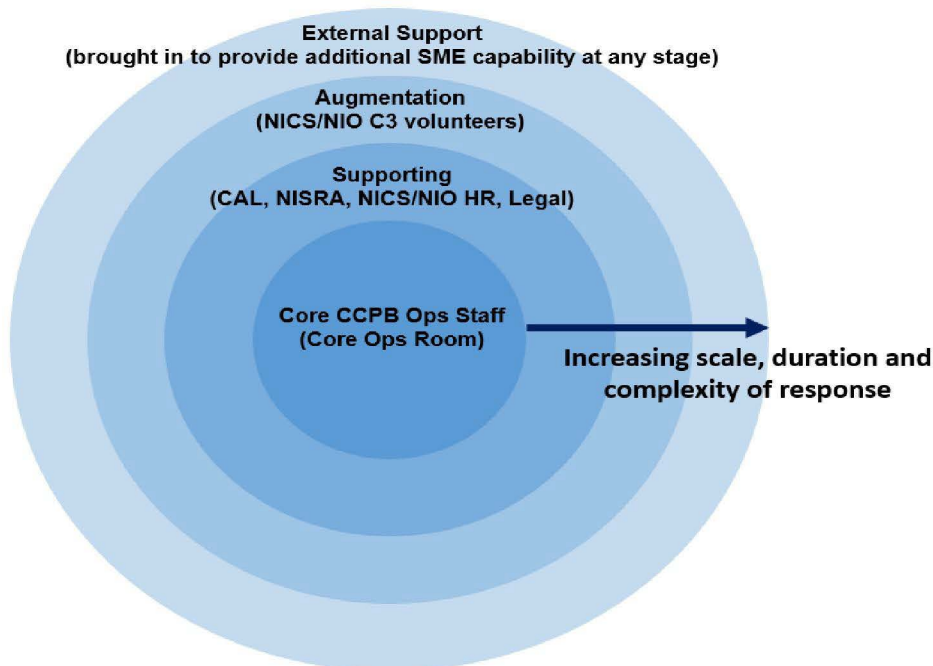 External Support
(brought in to provide additional SME capability at any stage)
Augmentation
(NICS/NIO C3 volunteers)
Supporting
(CAL, NISRA, NICS/NIO HR, Legal)
Core CCPB Ops Staff
(Core Ops Room)
Increasing scale, duration and
complexity of response